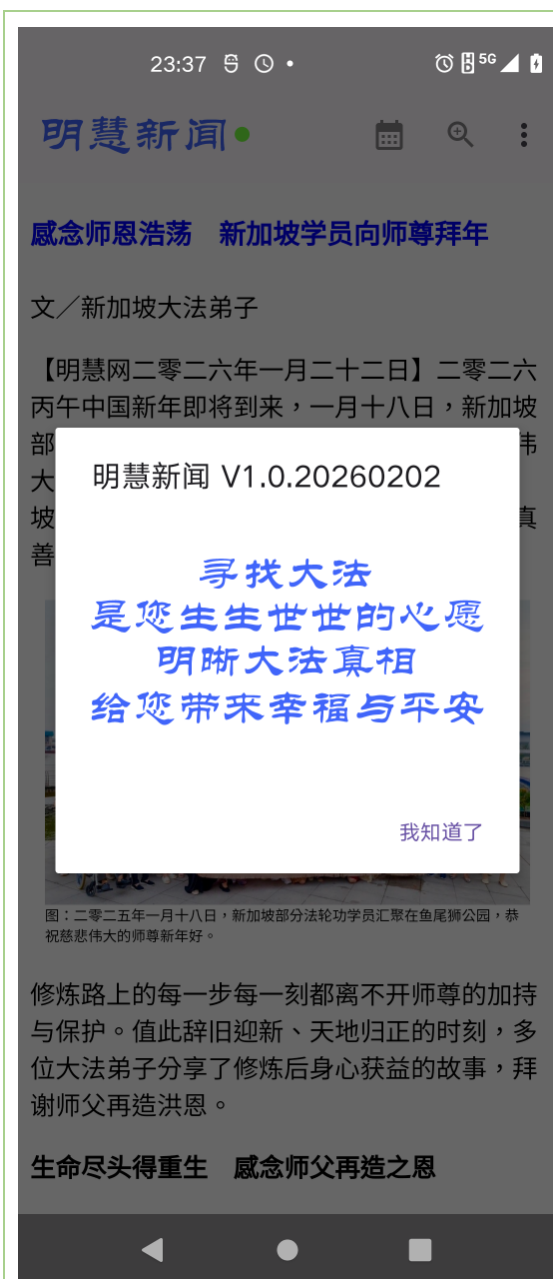 23:37
5G
明慧新闻
感念师恩浩荡　新加坡学员向师尊拜年
文／新加坡大法弟子
【明慧网二零二六年一月二十二日】二零二六
丙午中国新年即将到来，一月十八日，新加坡
部
伟
大
坡
真
善
明慧新闻 V1.0.20260202
寻找大法
是您生生世世的心愿
明晰大法真相
给您带来幸福与平安
我知道了
图：二零二五年一月十八日，新加坡部分法轮功学员汇聚在鱼尾狮公园，恭
祝慈悲伟大的师尊新年好。
修炼路上的每一步每一刻都离不开师尊的加持
与保护。值此辞旧迎新、天地归正的时刻，多
位大法弟子分享了修炼后身心获益的故事，拜
谢师父再造洪恩。
生命尽头得重生　感念师父再造之恩